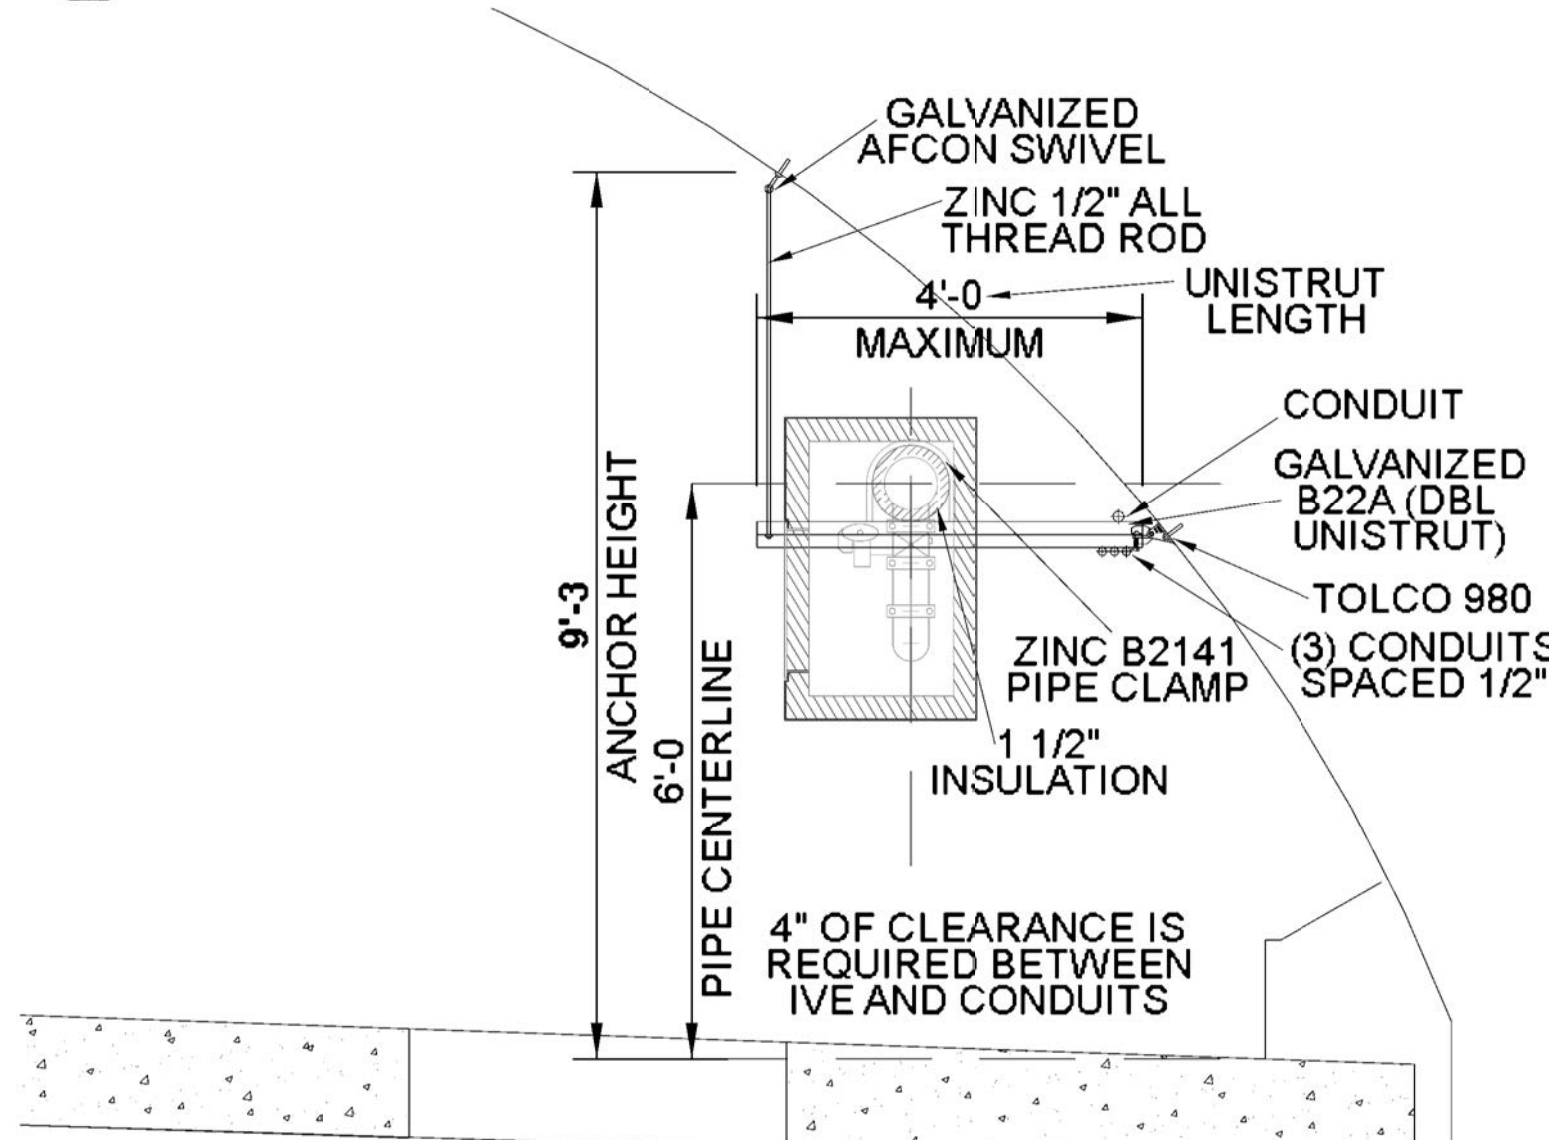 GALVANIZED
AFCON SWIVEL
ZINC 1/2" ALL
THREAD ROD
4'-0
MAXIMUM
UNISTRUT
LENGTH
CONDUIT
GALVANIZED
B22A (DBL
UNISTRUT)
TOLCO 980
(3) CONDUITS
SPACED 1/2"
ZINC B2141
PIPE CLAMP
1 1/2"
INSULATION
9'-3
ANCHOR HEIGHT
6'-0
PIPE CENTERLINE
4" OF CLEARANCE IS
REQUIRED BETWEEN
IVE AND CONDUITS